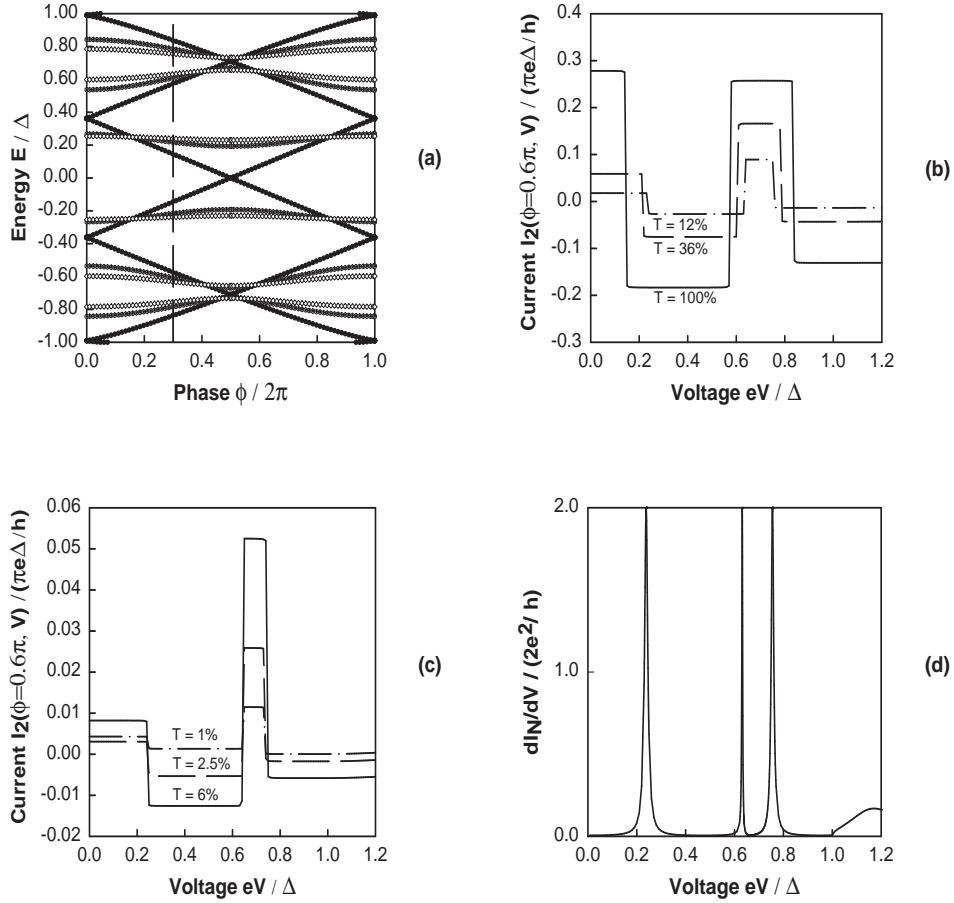 1.00
0.80
0.60
0.40
0.20
0.00
-0.20
-0.40
-0.60
-0.80
-1.00
Energy E / Δ
0.0 0.2 0.4 0.6 0.8 1.0
Phase ϕ / 2π
(a)
0.4
0.3
0.2
0.1
0.0
-0.1
-0.2
-0.3
Current I2(ϕ=0.6π, V) / (πeΔ/h)
T = 12%
T = 36%
T = 100%
0.0 0.2 0.4 0.6 0.8 1.0 1.2
Voltage eV / Δ
(b)
0.06
0.05
0.04
0.03
0.02
0.01
0.00
-0.01
-0.02
Current I2(ϕ=0.6π, V) / (πeΔ/h)
T = 1%
T = 2.5%
T = 6%
0.0 0.2 0.4 0.6 0.8 1.0 1.2
Voltage eV / Δ
(c)
2.0
1.0
0.0
dIN/dV / (2e²/ h)
0.0 0.2 0.4 0.6 0.8 1.0 1.2
Voltage eV / Δ
(d)